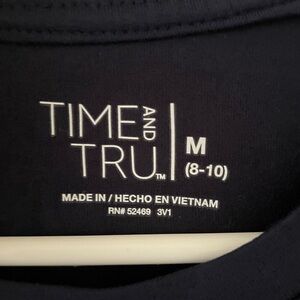 TIME AND
TRU™
M
(8-10)
MADE IN / HECHO EN VIETNAM
RN# 52469 3V1